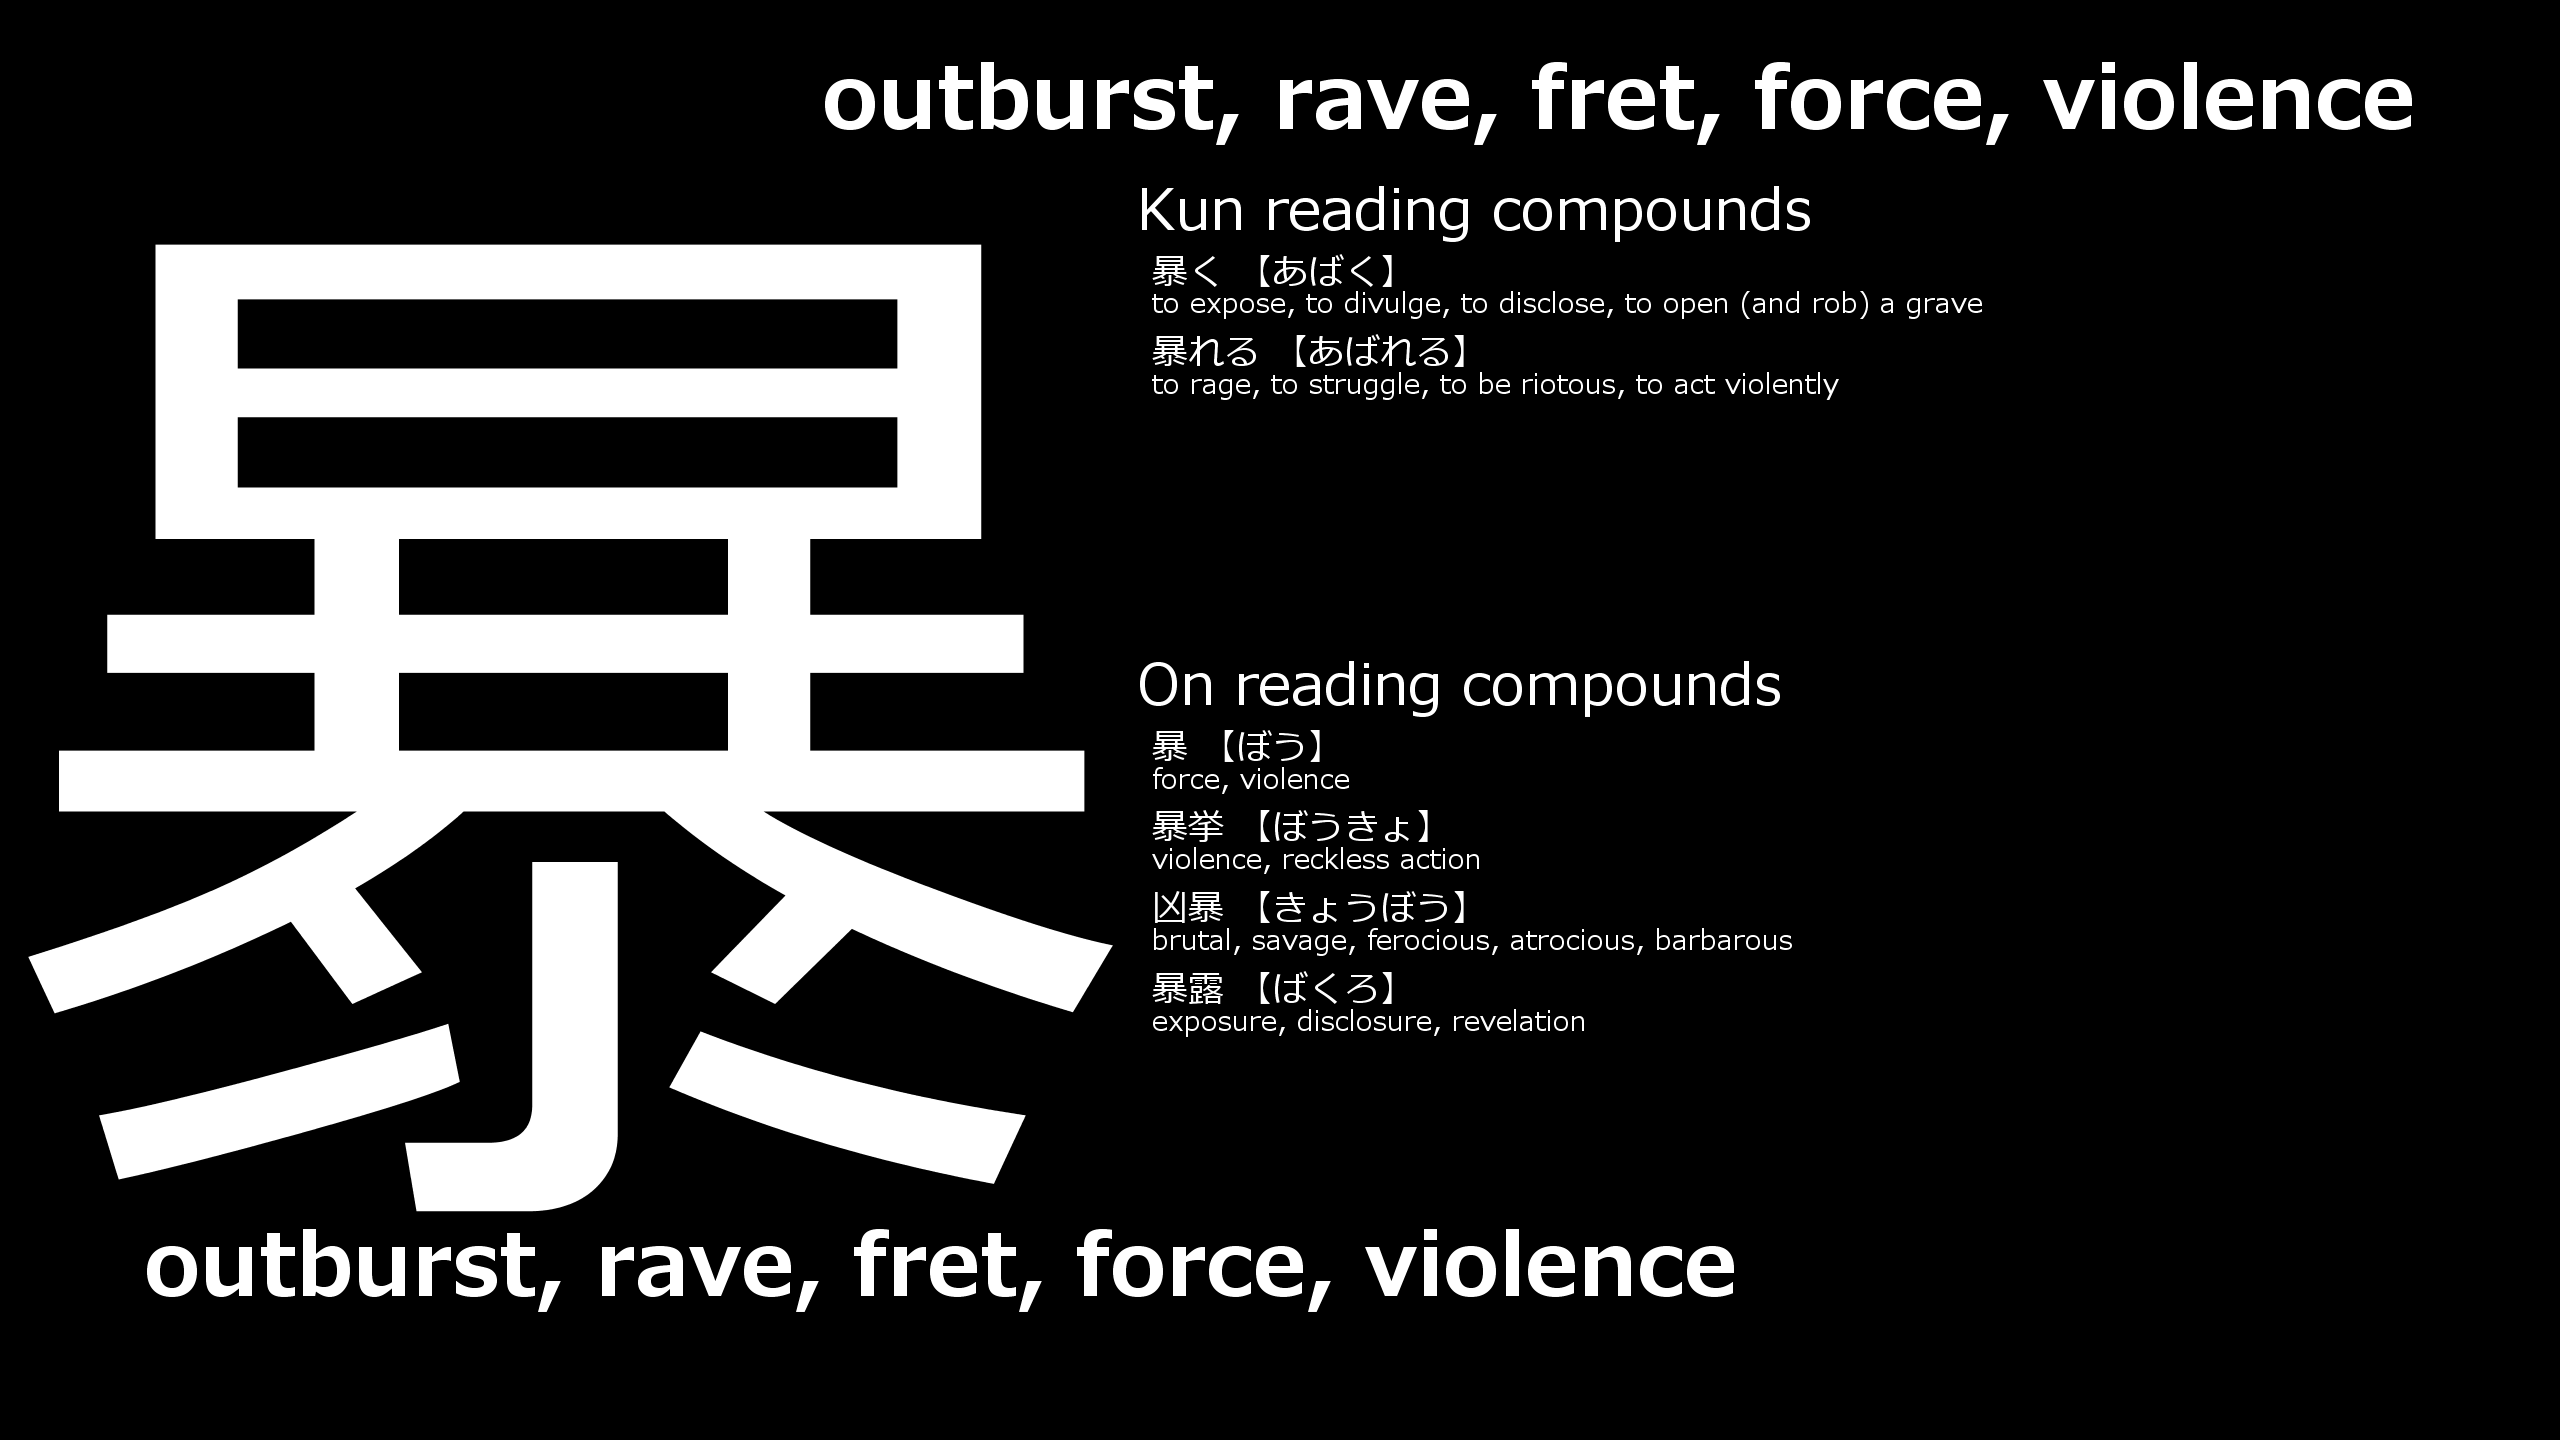 outburst, rave, fret, force, violence
暴
Kun reading compounds
暴く 【あばく】
to expose, to divulge, to disclose, to open (and rob) a grave
暴れる 【あばれる】
to rage, to struggle, to be riotous, to act violently
On reading compounds
暴 【ぼう】
force, violence
暴挙 【ぼうきょ】
violence, reckless action
凶暴 【きょうぼう】
brutal, savage, ferocious, atrocious, barbarous
暴露 【ばくろ】
exposure, disclosure, revelation
outburst, rave, fret, force, violence